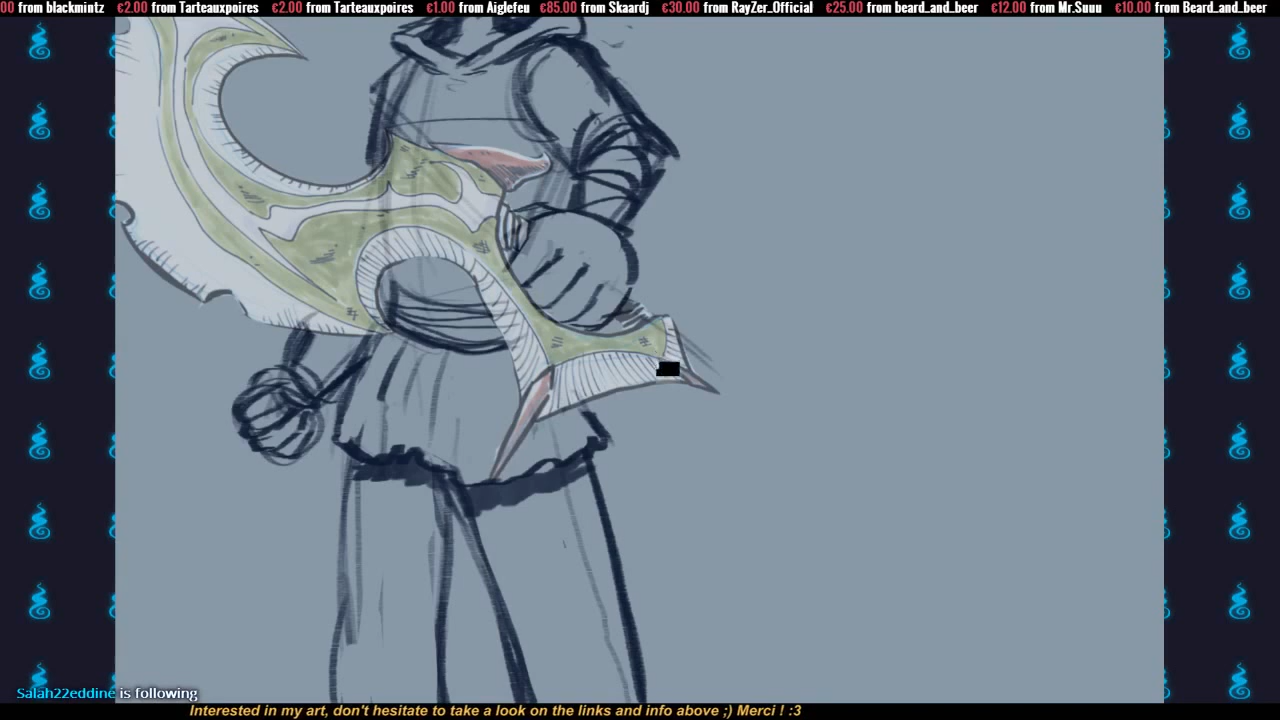 00 from blackmintz €2.00 from Tarteauxpoires €2.00 from Tarteauxpoires €1.00 from Aiglefeu €85.00 from Skaardj €30.00 from RayZer_Official €25.00 from beard_and_beer €12.00 from Mr.Suuu €10.00 from Beard_and_beer
Salah22eddine is following
Interested in my art, don't hesitate to take a look on the links and info above ;) Merci ! :3